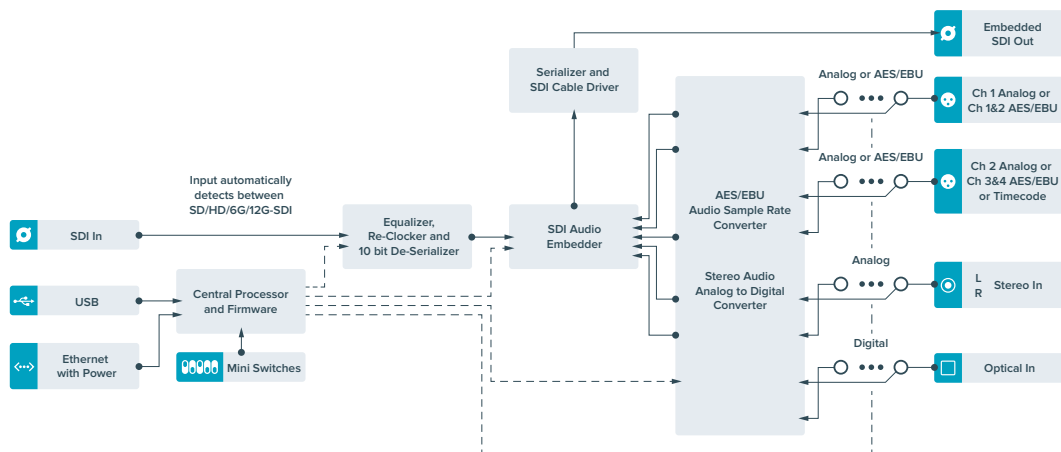 Embedded
SDI Out
Serializer and
SDI Cable Driver
Analog or AES/EBU
Ch 1 Analog or
Ch 1&2 AES/EBU
Analog or AES/EBU
Ch 2 Analog or
Ch 3&4 AES/EBU
or Timecode
Input automatically
detects between
SD/HD/6G/12G-SDI
AES/EBU
Audio Sample Rate
Converter
SDI In
Equalizer,
Re-Clocker and
10 bit De-Serializer
SDI Audio
Embedder
Analog
Stereo Audio
Analog to Digital
Converter
L
R
Stereo In
USB
Central Processor
and Firmware
Digital
Ethernet
with Power
Mini Switches
Optical In